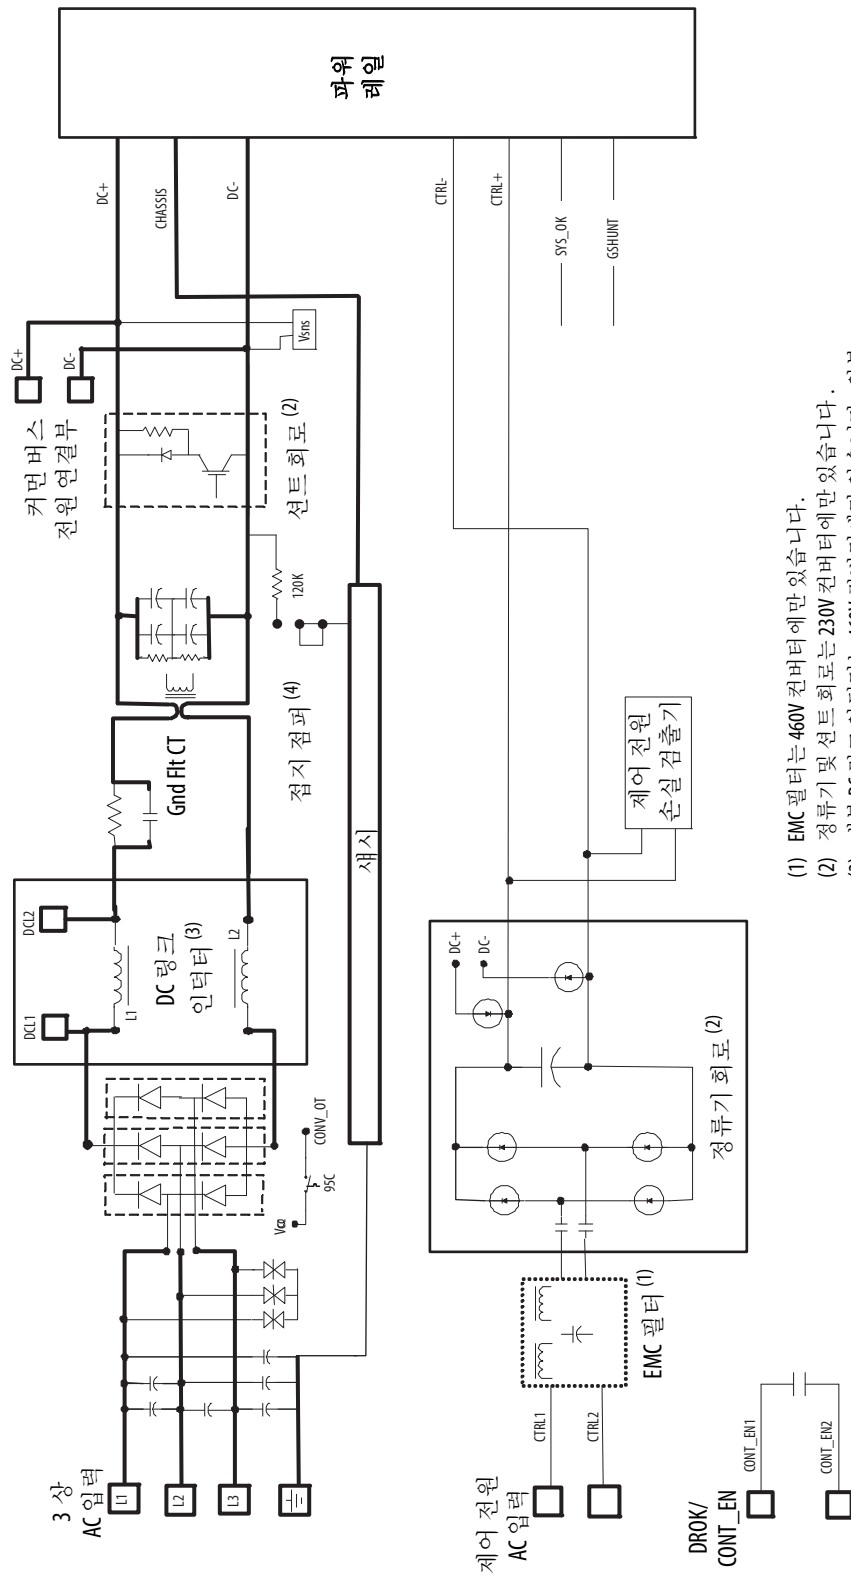 파워
레일
DC+
CHASSIS
DC-
CTRL-
CTRL+
SYS_OK
GSHUNT
DC+
DC-
커먼 버스
전원 연결부
Vsns
션트 회로 (2)
120K
접지 점퍼 (4)
Gnd Flt CT
섀시
제어 전원
손실 검출기
DCL2
DCL1
L1
L2
DC 링크
인덕터 (3)
CONV_OT
95C
Vcc
DC+
DC-
정류기 회로 (2)
EMC 필터 (1)
3 상
AC 입력
L1
L2
L3
제어 전원
AC 입력
CTRL1
CTRL2
DROK/
CONT_EN
CONT_EN1
CONT_EN2
(1) EMC 필터는 460V 컨버터에만 있습니다.
(2) 정류기 및 션트 회로는 230V 컨버터에만 있습니다.